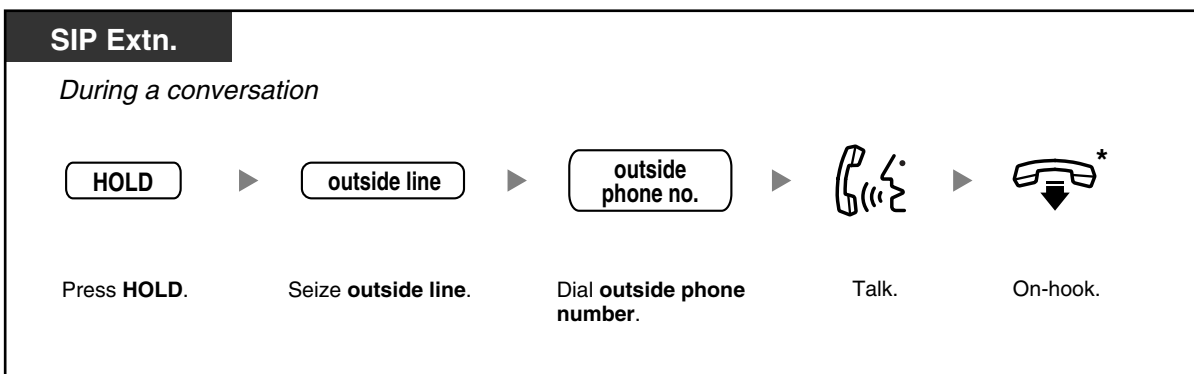 SIP Extn.
During a conversation
HOLD
outside line
outside
phone no.
*
Press HOLD.
Seize outside line.
Dial outside phone
number.
Talk.
On-hook.